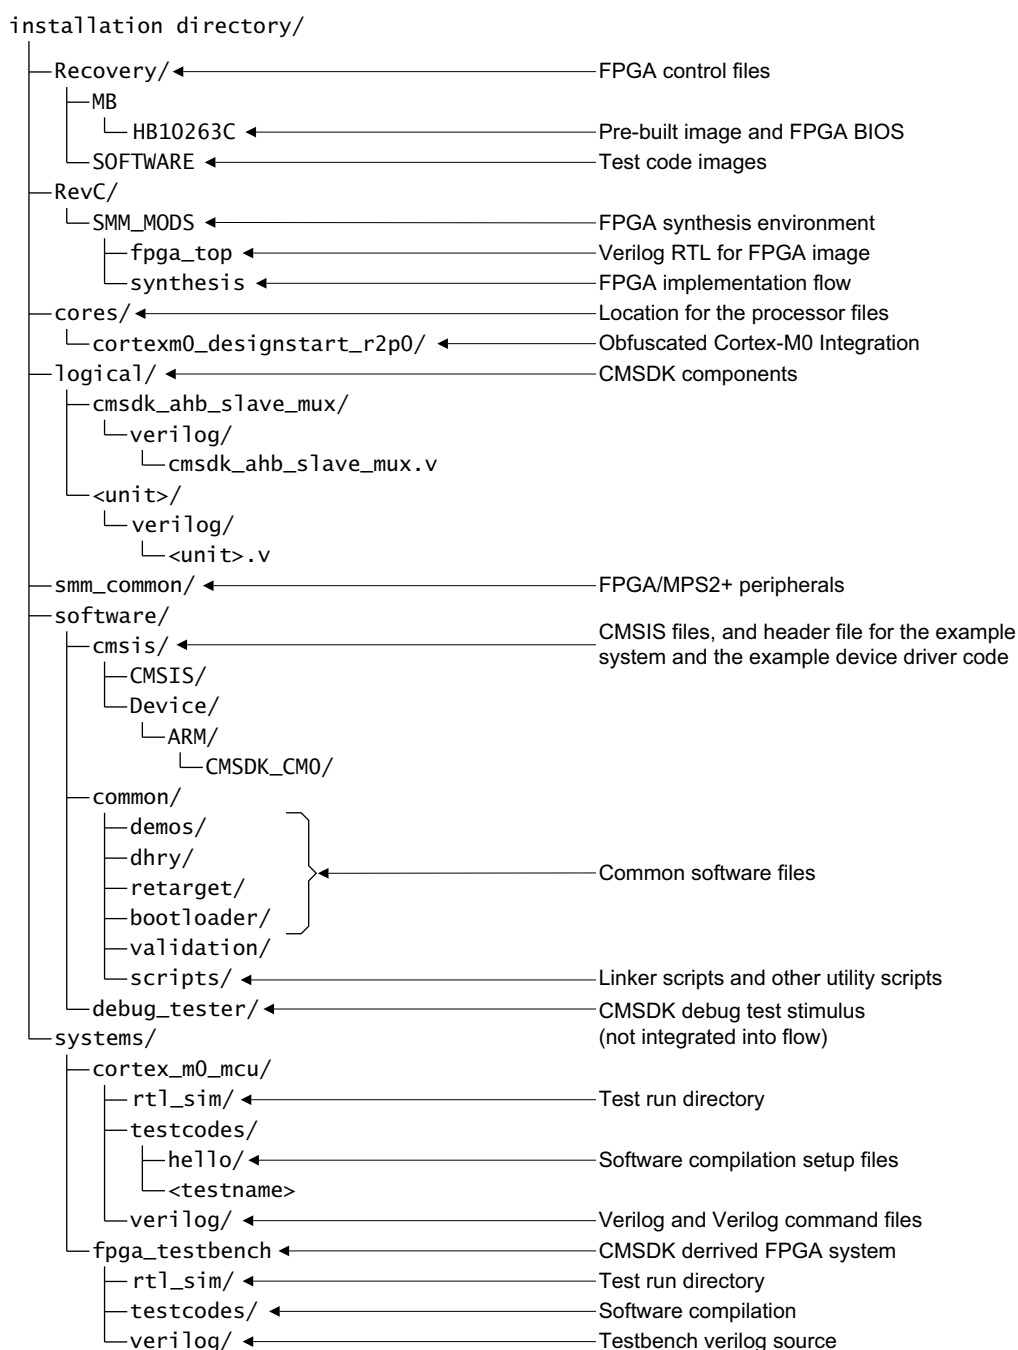 installation directory/
Recovery/ FPGA control files
MB
HB10263C Pre-built image and FPGA BIOS
SOFTWARE Test code images
RevC/
SMM_MODS FPGA synthesis environment
fpga_top Verilog RTL for FPGA image
synthesis FPGA implementation flow
cores/ Location for the processor files
cortexm0_designstart_r2p0/ Obfuscated Cortex-M0 Integration
logical/ CMSDK components
cmsdk_ahb_slave_mux/
verilog/
cmsdk_ahb_slave_mux.v
<unit>/
verilog/
<unit>.v
smm_common/ FPGA/MPS2+ peripherals
software/
cmsis/ CMSIS files, and header file for the example
system and the example device driver code
CMSIS/
Device/
ARM/
CMSDK_CM0/
common/
demos/
dhry/
retarget/ Common software files
bootloader/
validation/
scripts/ Linker scripts and other utility scripts
debug_tester/ CMSDK debug test stimulus
systems/ (not integrated into flow)
cortex_m0_mcu/
rtl_sim/ Test run directory
testcodes/
hello/ Software compilation setup files
<testname>
verilog/ Verilog and Verilog command files
fpga_testbench CMSDK derrived FPGA system
rtl_sim/ Test run directory
testcodes/ Software compilation
verilog/ Testbench verilog source